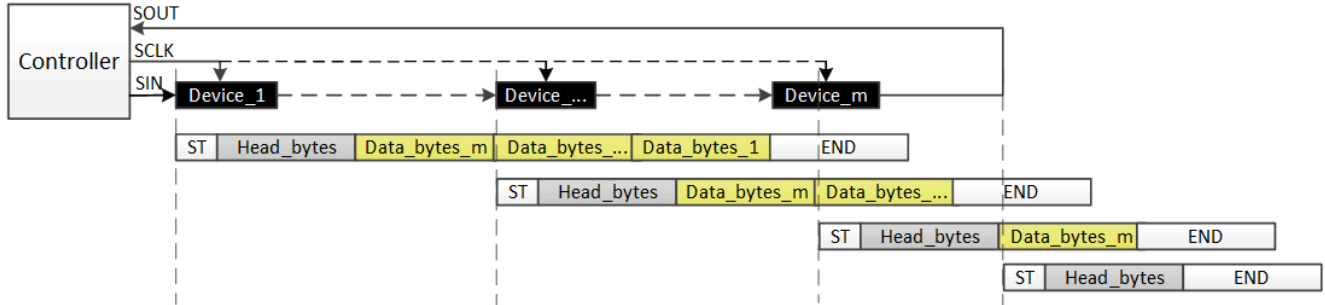 SOUT
Controller
SCLK
SIN
Device_1
Device_...
Device_m
ST Head_bytes Data_bytes_m Data_bytes_... Data_bytes_1 END
ST Head_bytes Data_bytes_m Data_bytes_... END
ST Head_bytes Data_bytes_m END
ST Head_bytes END